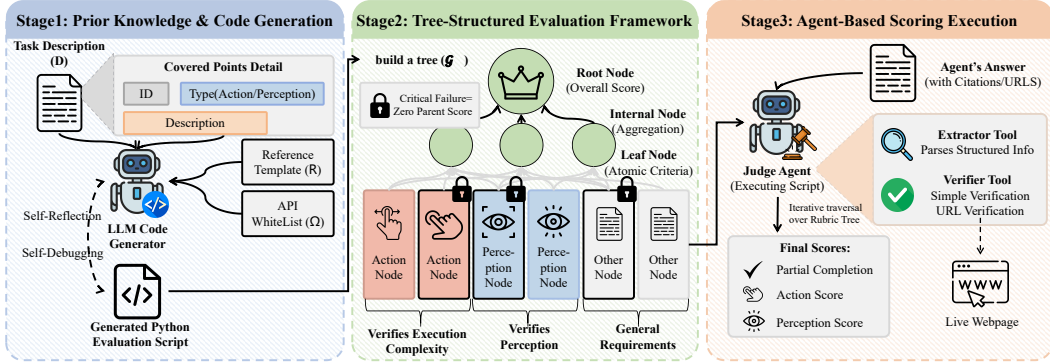 Stage1: Prior Knowledge & Code Generation
Task Description
(D)
Covered Points Detail
ID
Type(Action/Perception)
Description
Reference
Template (R)
API
WhiteList (Ω)
Self-Reflection
LLM Code
Generator
Self-Debugging
Generated Python
Evaluation Script
Stage2: Tree-Structured Evaluation Framework
build a tree (𝒢 )
Root Node
(Overall Score)
Critical Failure=
Zero Parent Score
Internal Node
(Aggregation)
Leaf Node
(Atomic Criteria)
Action
Node
Action
Node
Perce-
ption
Node
Perce-
ption
Node
Other
Node
Other
Node
Verifies Execution
Complexity
Verifies
Perception
General
Requirements
Stage3: Agent-Based Scoring Execution
Agent's Answer
(with Citations/URLS)
Judge Agent
(Executing Script)
Extractor Tool
Parses Structured Info
Verifier Tool
Simple Verification
URL Verification
Iterative traversal
over Rubric Tree
Final Scores:
Partial Completion
Action Score
Perception Score
WWW
Live Webpage